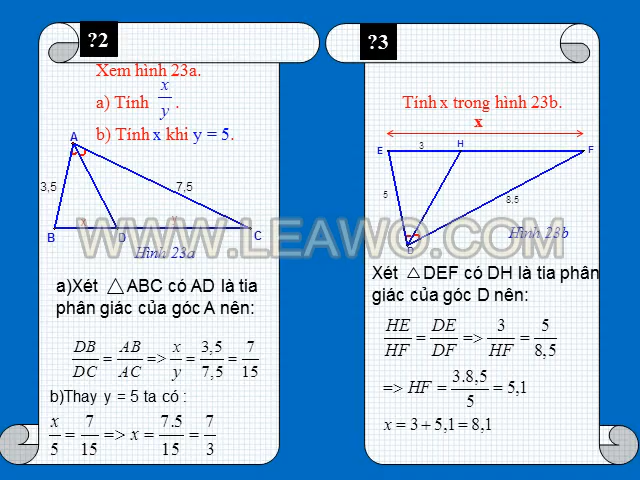 ?2
Xem hình 23a.
a) Tính x/y .
b) Tính x khi y = 5.
A
3,5
7,5
x
y
B
D
C
Hình 23a
a)Xét △ABC có AD là tia
phân giác của góc A nên:
DB/DC = AB/AC => x/y = 3,5/7,5 = 7/15
b)Thay y = 5 ta có :
x/5 = 7/15 => x = 7.5/15 = 7/3
?3
Tính x trong hình 23b.
x
E
3
H
F
5
8,5
D
Hình 23b
Xét △DEF có DH là tia phân
giác của góc D nên:
HE/HF = DE/DF => 3/HF = 5/8,5
=> HF = 3.8,5/5 = 5,1
x = 3 + 5,1 = 8,1
WWW.LEAWO.COM